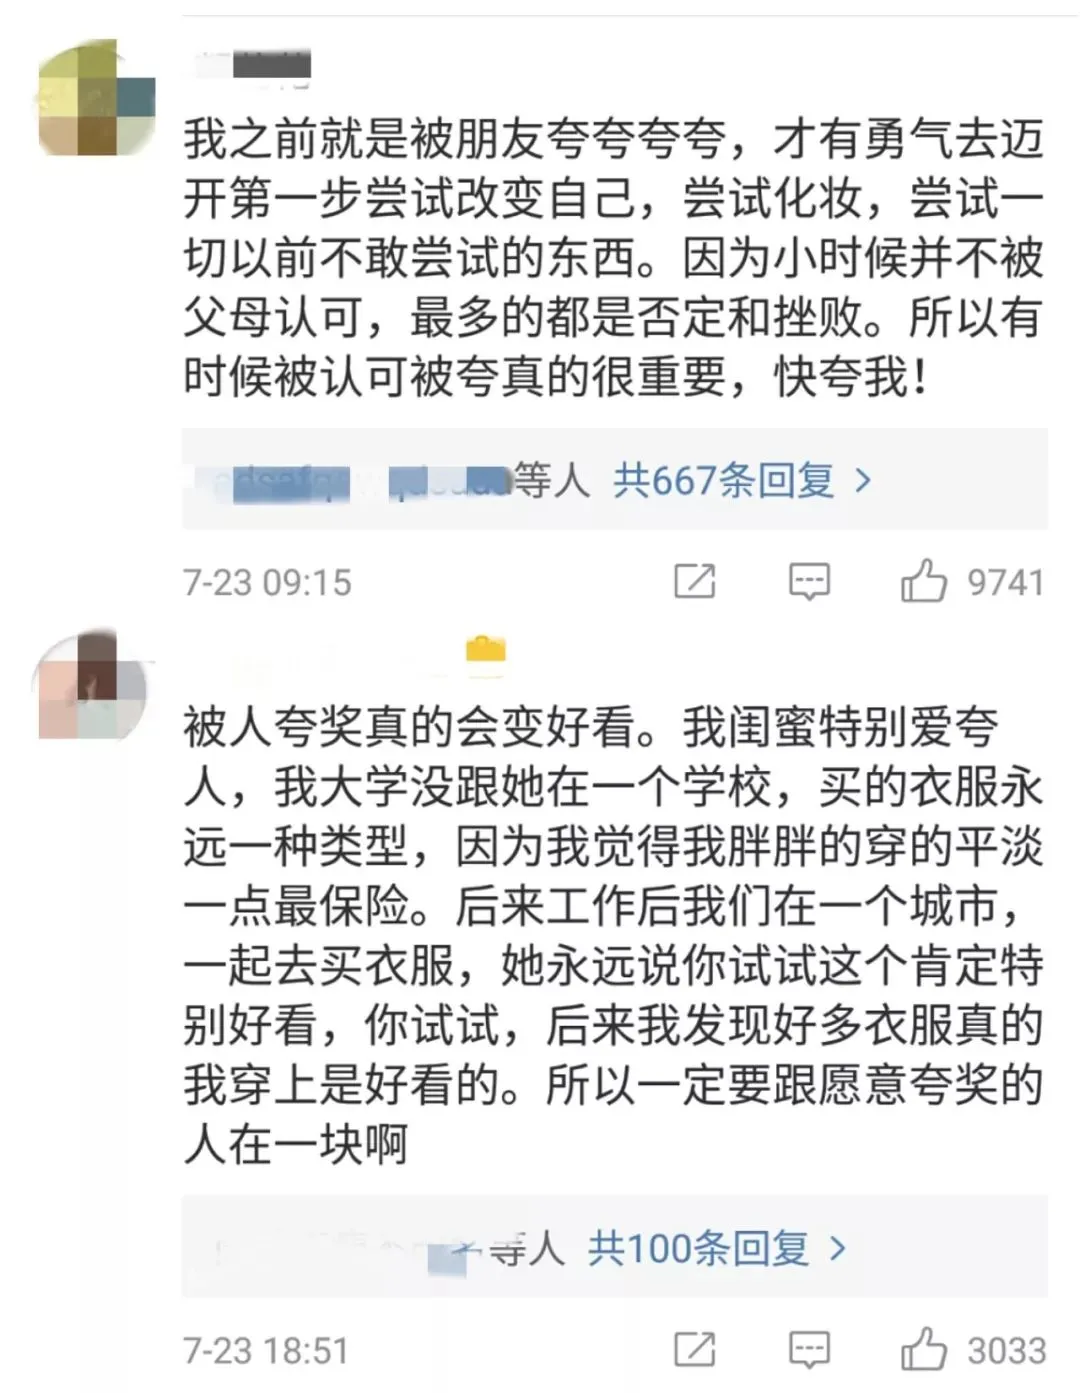 我之前就是被朋友夸夸夸夸，才有勇气去迈
开第一步尝试改变自己，尝试化妆，尝试一
切以前不敢尝试的东西。因为小时候并不被
父母认可，最多的都是否定和挫败。所以有
时候被认可被夸真的很重要，快夸我！
等人 共667条回复 >
7-23 09:15 9741
被人夸奖真的会变好看。我闺蜜特别爱夸
人，我大学没跟她在一个学校，买的衣服永
远一种类型，因为我觉得我胖胖的穿的平淡
一点最保险。后来工作后我们在一个城市，
一起去买衣服，她永远说你试试这个肯定特
别好看，你试试，后来我发现好多衣服真的
我穿上是好看的。所以一定要跟愿意夸奖的
人在一块啊
等人 共100条回复 >
7-23 18:51 3033